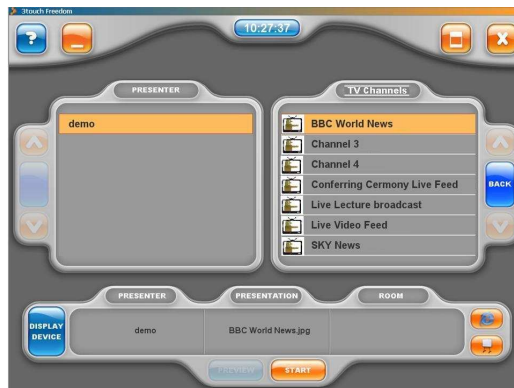 3touch Freedom
?
10:27:37
PRESENTER
TV Channels
demo
BBC World News
Channel 3
Channel 4
Conferring Cermony Live Feed
Live Lecture broadcast
Live Video Feed
SKY News
BACK
PRESENTER
PRESENTATION
ROOM
DISPLAY
DEVICE
demo
BBC World News.jpg
PREVIEW
START